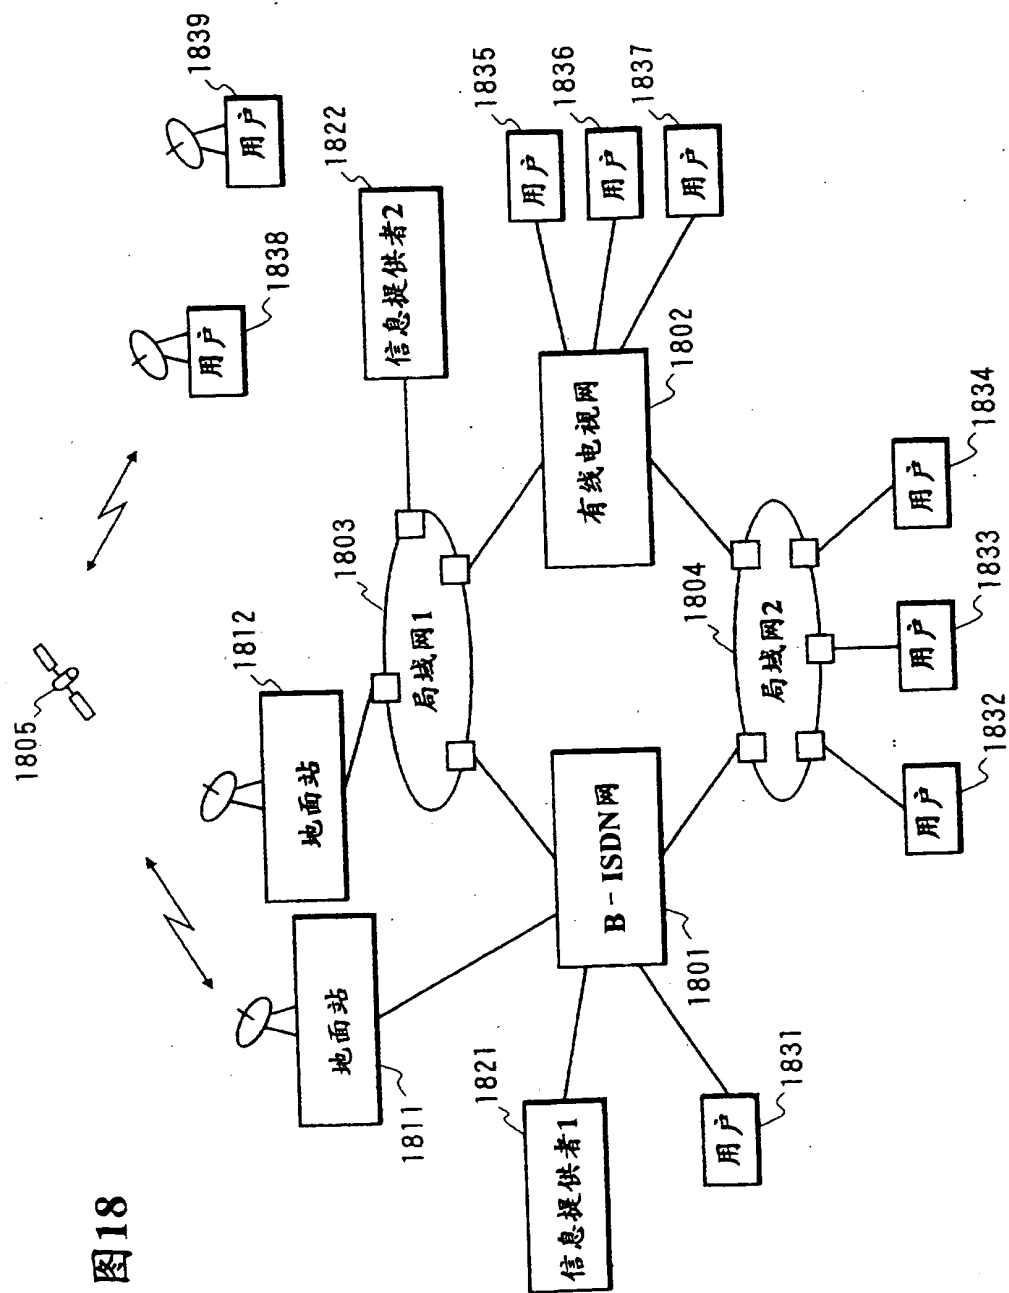 图18
1805
1811
地面站
1812
地面站
1838
用户
1839
用户
1803
局域网1
1822
信息提供者2
1821
信息提供者1
1801
B-ISDN网
1802
有线电视网
1835
用户
1836
用户
1837
用户
1831
用户
1804
局域网2
1832
用户
1833
用户
1834
用户